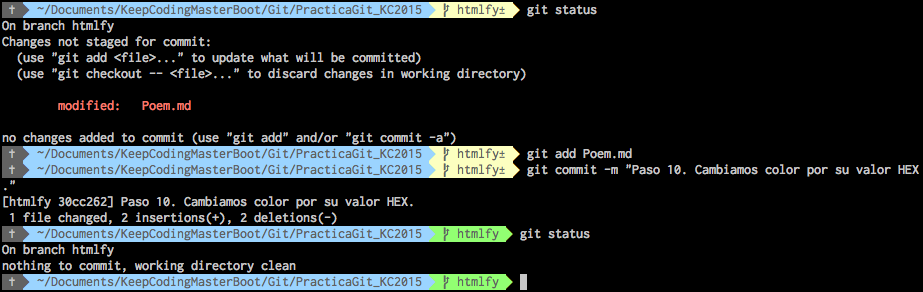 † ~/Documents/KeepCodingMasterBoot/Git/PracticaGit_KC2015 htmlfy± git status
On branch htmlfy
Changes not staged for commit:
(use "git add <file>..." to update what will be committed)
(use "git checkout -- <file>..." to discard changes in working directory)
modified: Poem.md
no changes added to commit (use "git add" and/or "git commit -a")
† ~/Documents/KeepCodingMasterBoot/Git/PracticaGit_KC2015 htmlfy± git add Poem.md
† ~/Documents/KeepCodingMasterBoot/Git/PracticaGit_KC2015 htmlfy± git commit -m "Paso 10. Cambiamos color por su valor HEX
."
[htmlfy 30cc262] Paso 10. Cambiamos color por su valor HEX.
1 file changed, 2 insertions(+), 2 deletions(-)
† ~/Documents/KeepCodingMasterBoot/Git/PracticaGit_KC2015 htmlfy git status
On branch htmlfy
nothing to commit, working directory clean
† ~/Documents/KeepCodingMasterBoot/Git/PracticaGit_KC2015 htmlfy